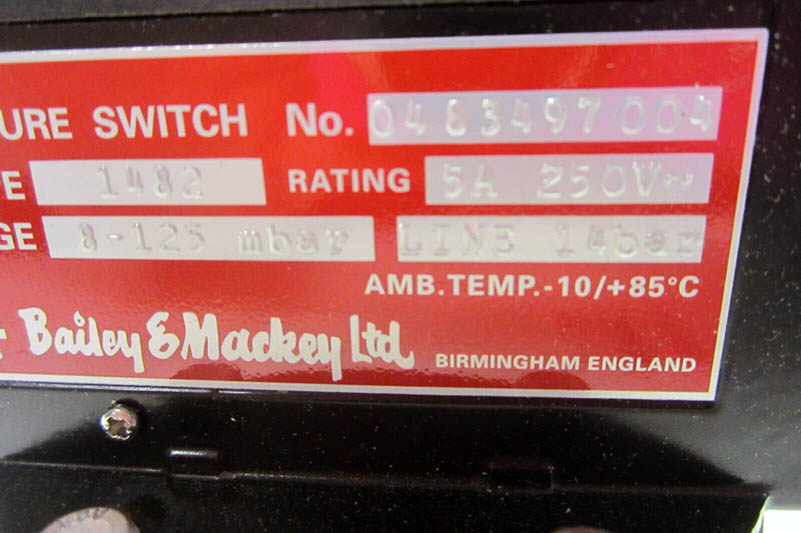 URE SWITCH No. 0483497004
E 1482 RATING 5A 250V~
GE 8-125 mbar LINE 14bar
AMB.TEMP.-10/+85°C
Bailey & Mackey Ltd BIRMINGHAM ENGLAND